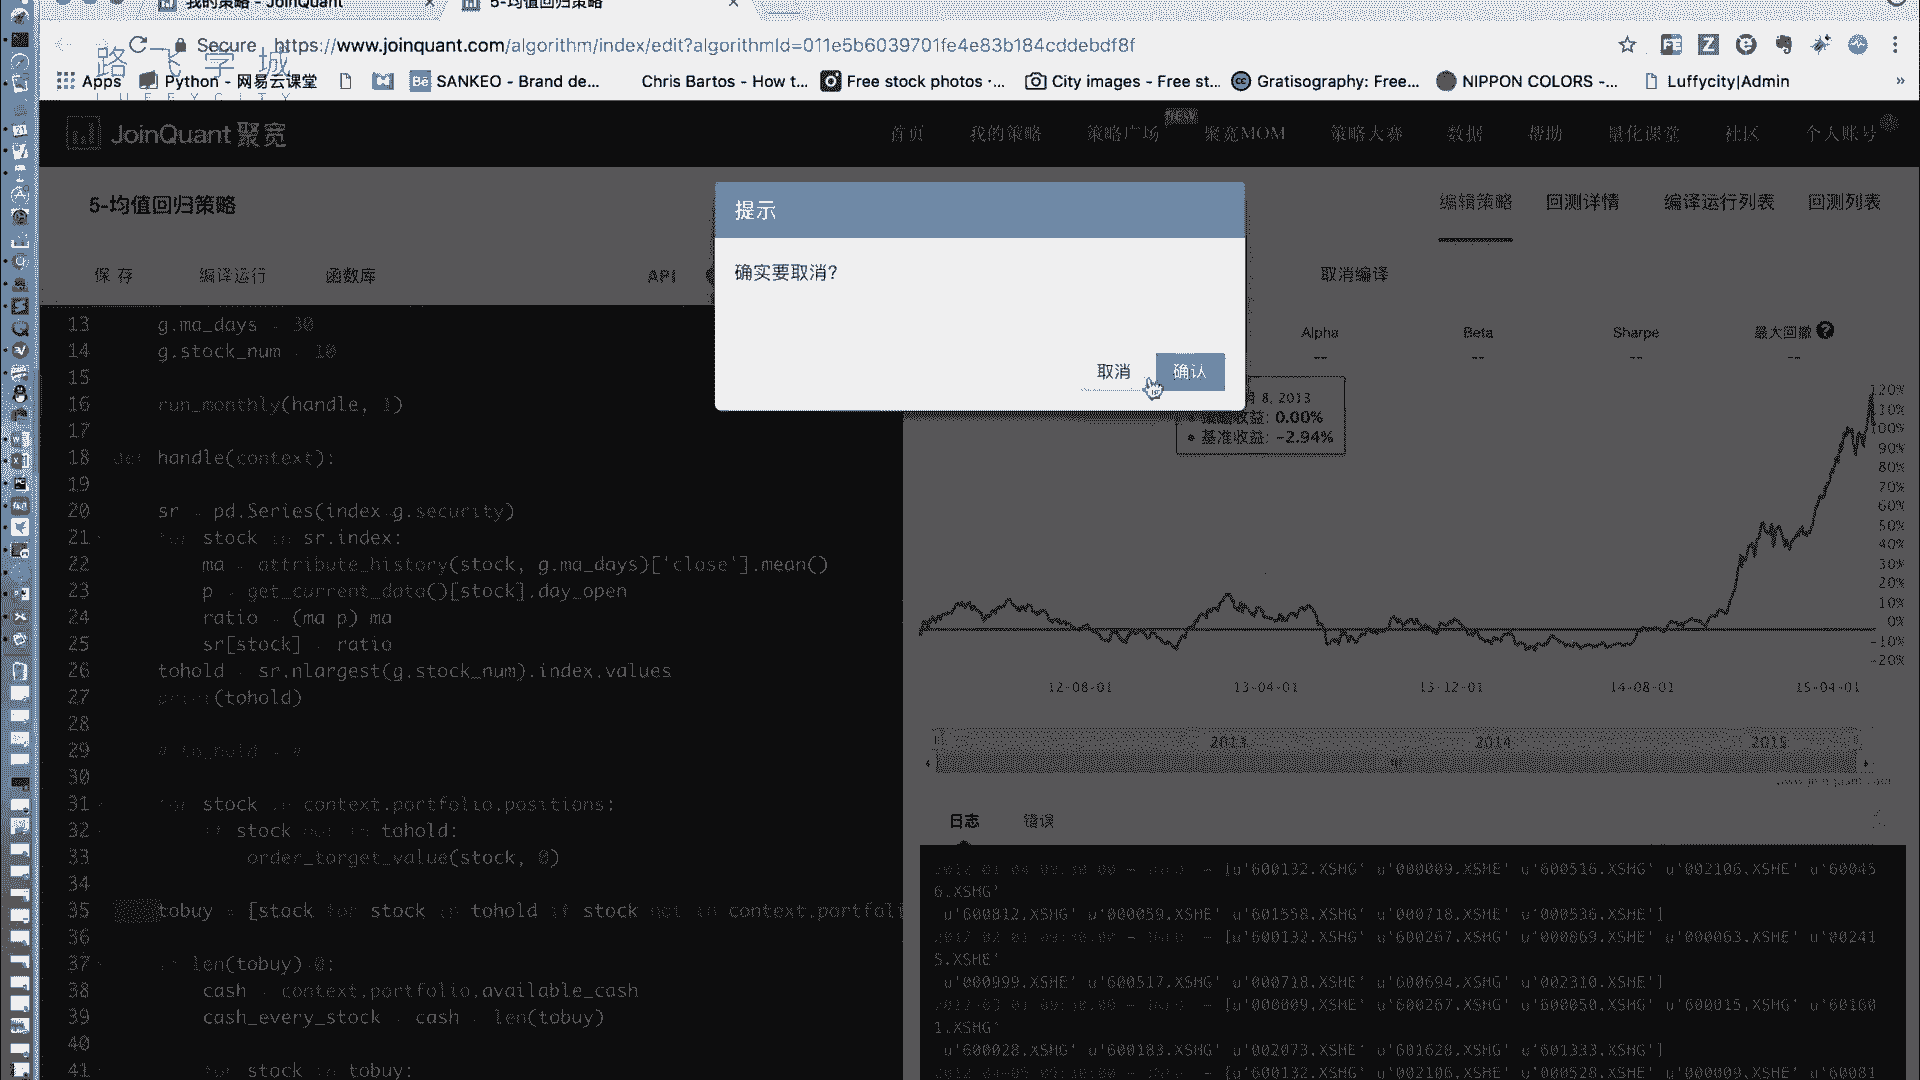 我的策略 - JoinQuant
5-均值回归策略
Secure https://www.joinquant.com/algorithm/index/edit?algorithmId=011e5b6039701fe4e83b184cddebdf8f
路飞学城
LUFFYCITY
Apps Python - 网易云课堂 SANKEO - Brand de... Chris Bartos - How t... Free stock photos · ... City images - Free st... Gratisography: Free... NIPPON COLORS -... Luffycity|Admin »
JoinQuant 聚宽 首页 我的策略 策略广场 NEW 聚宽MOM 策略大赛 数据 帮助 量化课堂 社区 个人账号
5-均值回归策略
编辑策略 回测详情 编译运行列表 回测列表
提示
确实要取消?
取消 确认
保存 编译运行 函数库 API 取消编译
Alpha Beta Sharpe 最大回撤
-- -- -- --
8, 2013
策略收益: 0.00%
基准收益: -2.94%
13 g.ma_days = 30
14 g.stock_num = 10
15
16 run_monthly(handle, 1)
17
18 def handle(context):
19
20 sr = pd.Series(index=g.security)
21 for stock in sr.index:
22 ma = attribute_history(stock, g.ma_days)['close'].mean()
23 p = get_current_data()[stock].day_open
24 ratio = (ma p) ma
25 sr[stock] = ratio
26 tohold = sr.nlargest(g.stock_num).index.values
27 print(tohold)
28
29
30
31 for stock in context.portfolio.positions:
32 if stock not in tohold:
33 order_target_value(stock, 0)
34
35 tobuy = [stock for stock in tohold if stock not in context.portfoli
36
37 if len(tobuy) 0:
38 cash = context.portfolio.available_cash
39 cash_every_stock = cash len(tobuy)
40
41 for stock in tobuy:
120%
110%
100%
90%
80%
70%
60%
50%
40%
30%
20%
10%
0%
-10%
-20%
12-08-01 13-04-01 13-12-01 14-08-01 15-04-01
2013 2014 2015
日志 错误
[u'600132.XSHG' u'000009.XSHE' u'600516.XSHG' u'002106.XSHE' u'60045
6.XSHG'
u'600812.XSHG' u'000059.XSHE' u'601558.XSHG' u'000718.XSHE' u'000536.XSHE']
[u'600132.XSHG' u'600267.XSHG' u'000869.XSHE' u'000063.XSHE' u'00241
5.XSHE'
u'000999.XSHE' u'600517.XSHG' u'000718.XSHE' u'600694.XSHG' u'002310.XSHE']
[u'000009.XSHE' u'600267.XSHG' u'600050.XSHG' u'600015.XSHG' u'60160
1.XSHG'
u'600028.XSHG' u'600183.XSHG' u'002073.XSHE' u'601628.XSHG' u'601333.XSHG']
[u'600132.XSHG' u'002106.XSHE' u'000528.XSHE' u'000009.XSHE' u'60081